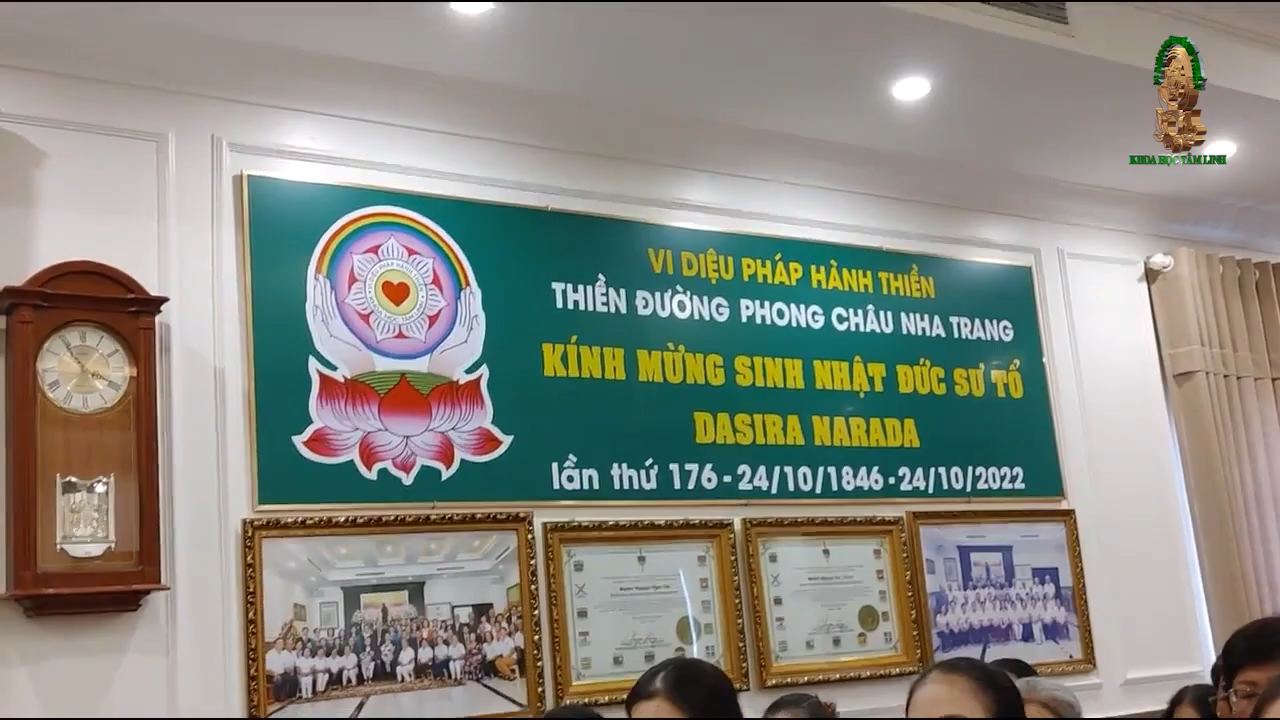 KHOA HỌC TÂM LINH
VI DIỆU PHÁP HÀNH THIỀN
THIỀN ĐƯỜNG PHONG CHÂU NHA TRANG
KÍNH MỪNG SINH NHẬT ĐỨC SƯ TỔ
DASIRA NARADA
lần thứ 176 - 24/10/1846 - 24/10/2022